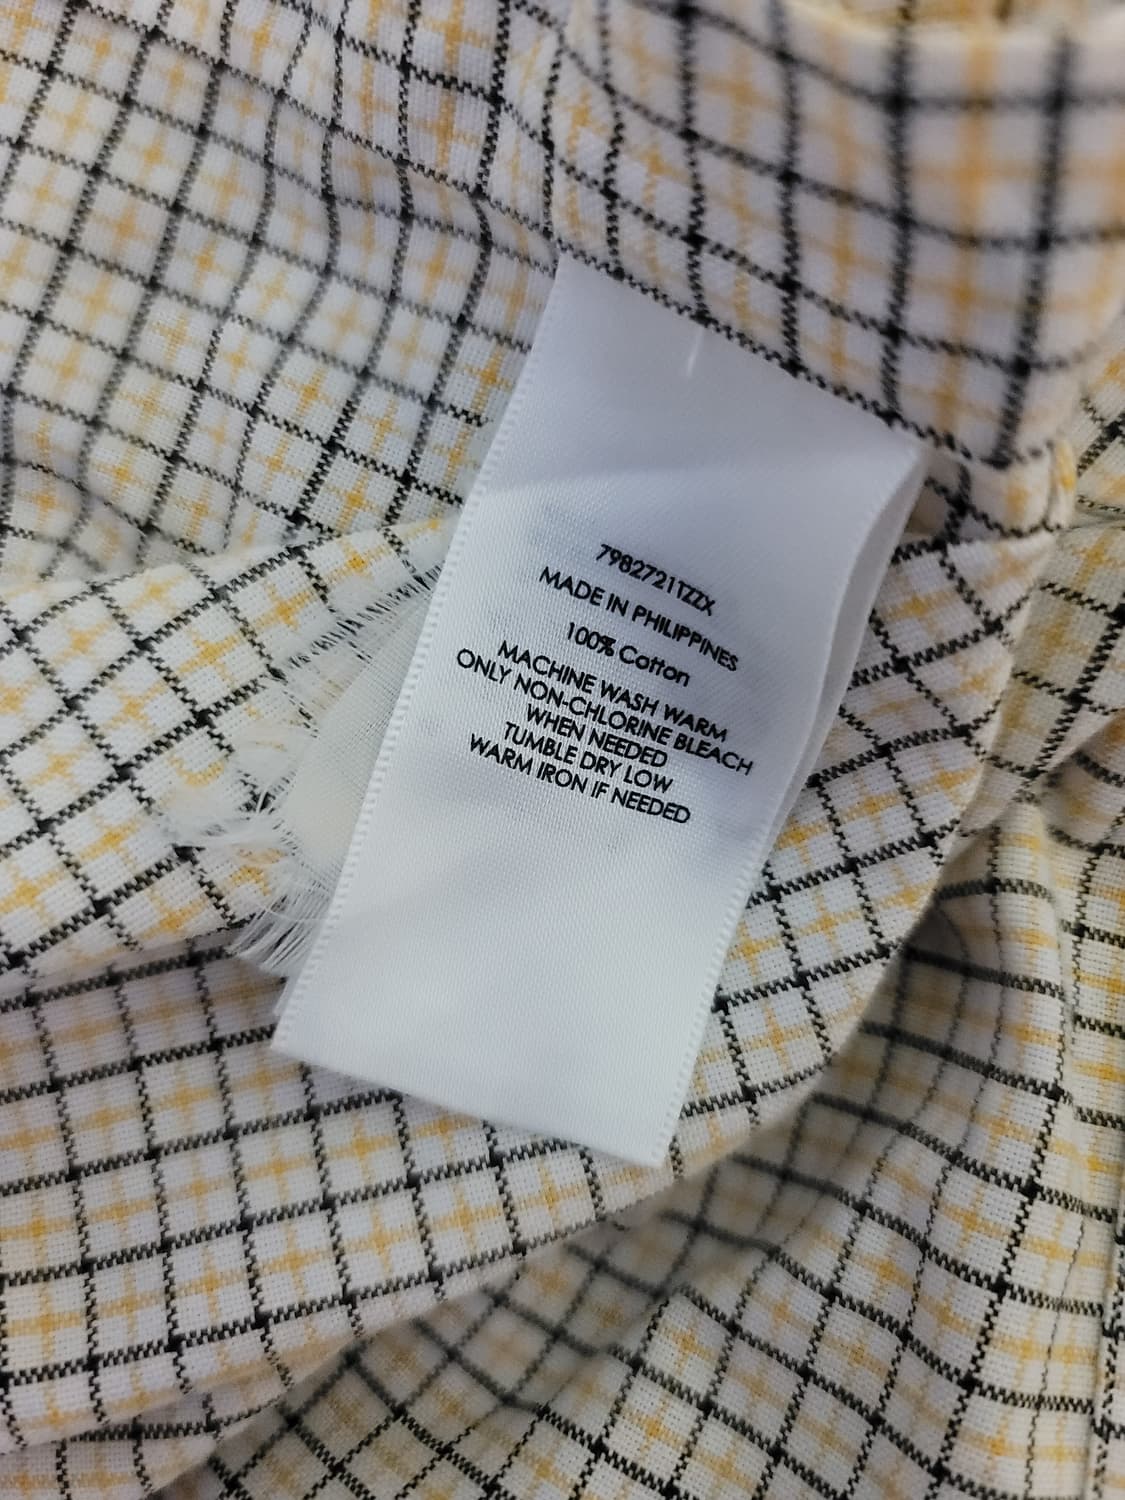 79827211ZZX
MADE IN PHILIPPINES
100% Cotton
MACHINE WASH WARM
ONLY NON-CHLORINE BLEACH
WHEN NEEDED
TUMBLE DRY LOW
WARM IRON IF NEEDED